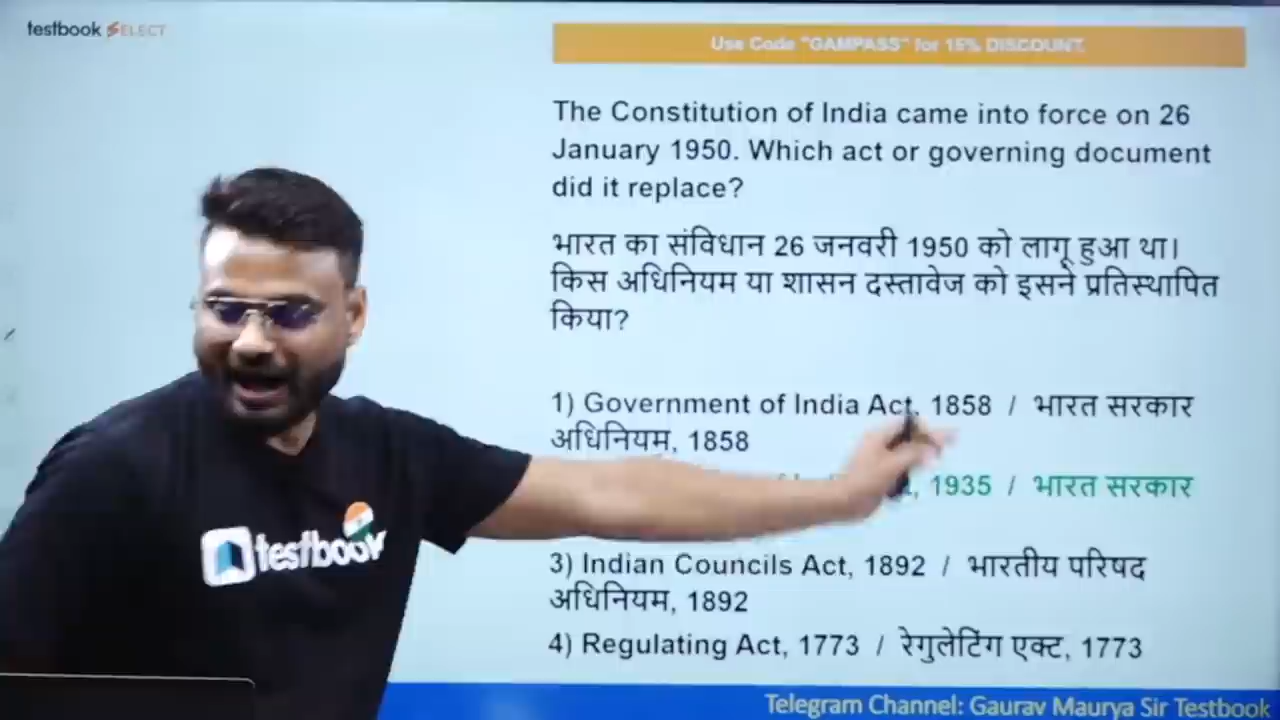 testbook SELECT
Use Code "GAMPASS" for 15% DISCOUNT
The Constitution of India came into force on 26
January 1950. Which act or governing document
did it replace?
भारत का संविधान 26 जनवरी 1950 को लागू हुआ था।
किस अधिनियम या शासन दस्तावेज को इसने प्रतिस्थापित
किया?
1) Government of India Act, 1858 / भारत सरकार
अधिनियम, 1858
, 1935 / भारत सरकार
testbook
3) Indian Councils Act, 1892 / भारतीय परिषद
अधिनियम, 1892
4) Regulating Act, 1773 / रेगुलेटिंग एक्ट, 1773
Telegram Channel: Gaurav Maurya Sir Testbook